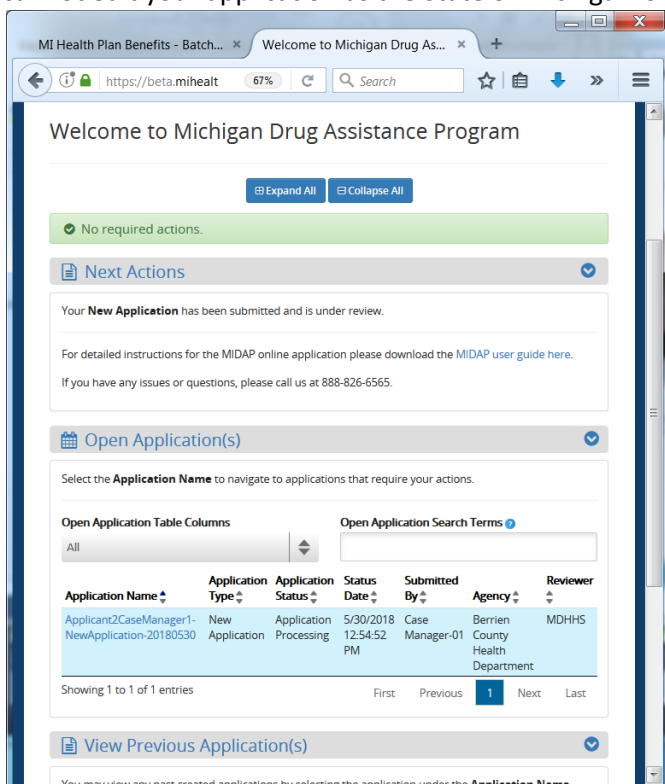 MI Health Plan Benefits - Batch... × Welcome to Michigan Drug As... × +
https://beta.mihealt 67% Search
Welcome to Michigan Drug Assistance Program
Expand All Collapse All
No required actions.
Next Actions
Your New Application has been submitted and is under review.
For detailed instructions for the MIDAP online application please download the MIDAP user guide here.
If you have any issues or questions, please call us at 888-826-6565.
Open Application(s)
Select the Application Name to navigate to applications that require your actions.
Open Application Table Columns Open Application Search Terms
All
Application Name Application Type Application Status Status Date Submitted By Agency Reviewer
Applicant2CaseManager1-NewApplication-20180530 New Application Application Processing 5/30/2018 12:54:52 PM Case Manager-01 Berrien County Health Department MDHHS
Showing 1 to 1 of 1 entries First Previous 1 Next Last
View Previous Application(s)
You may view any past created applications by selecting the application under the Application Name